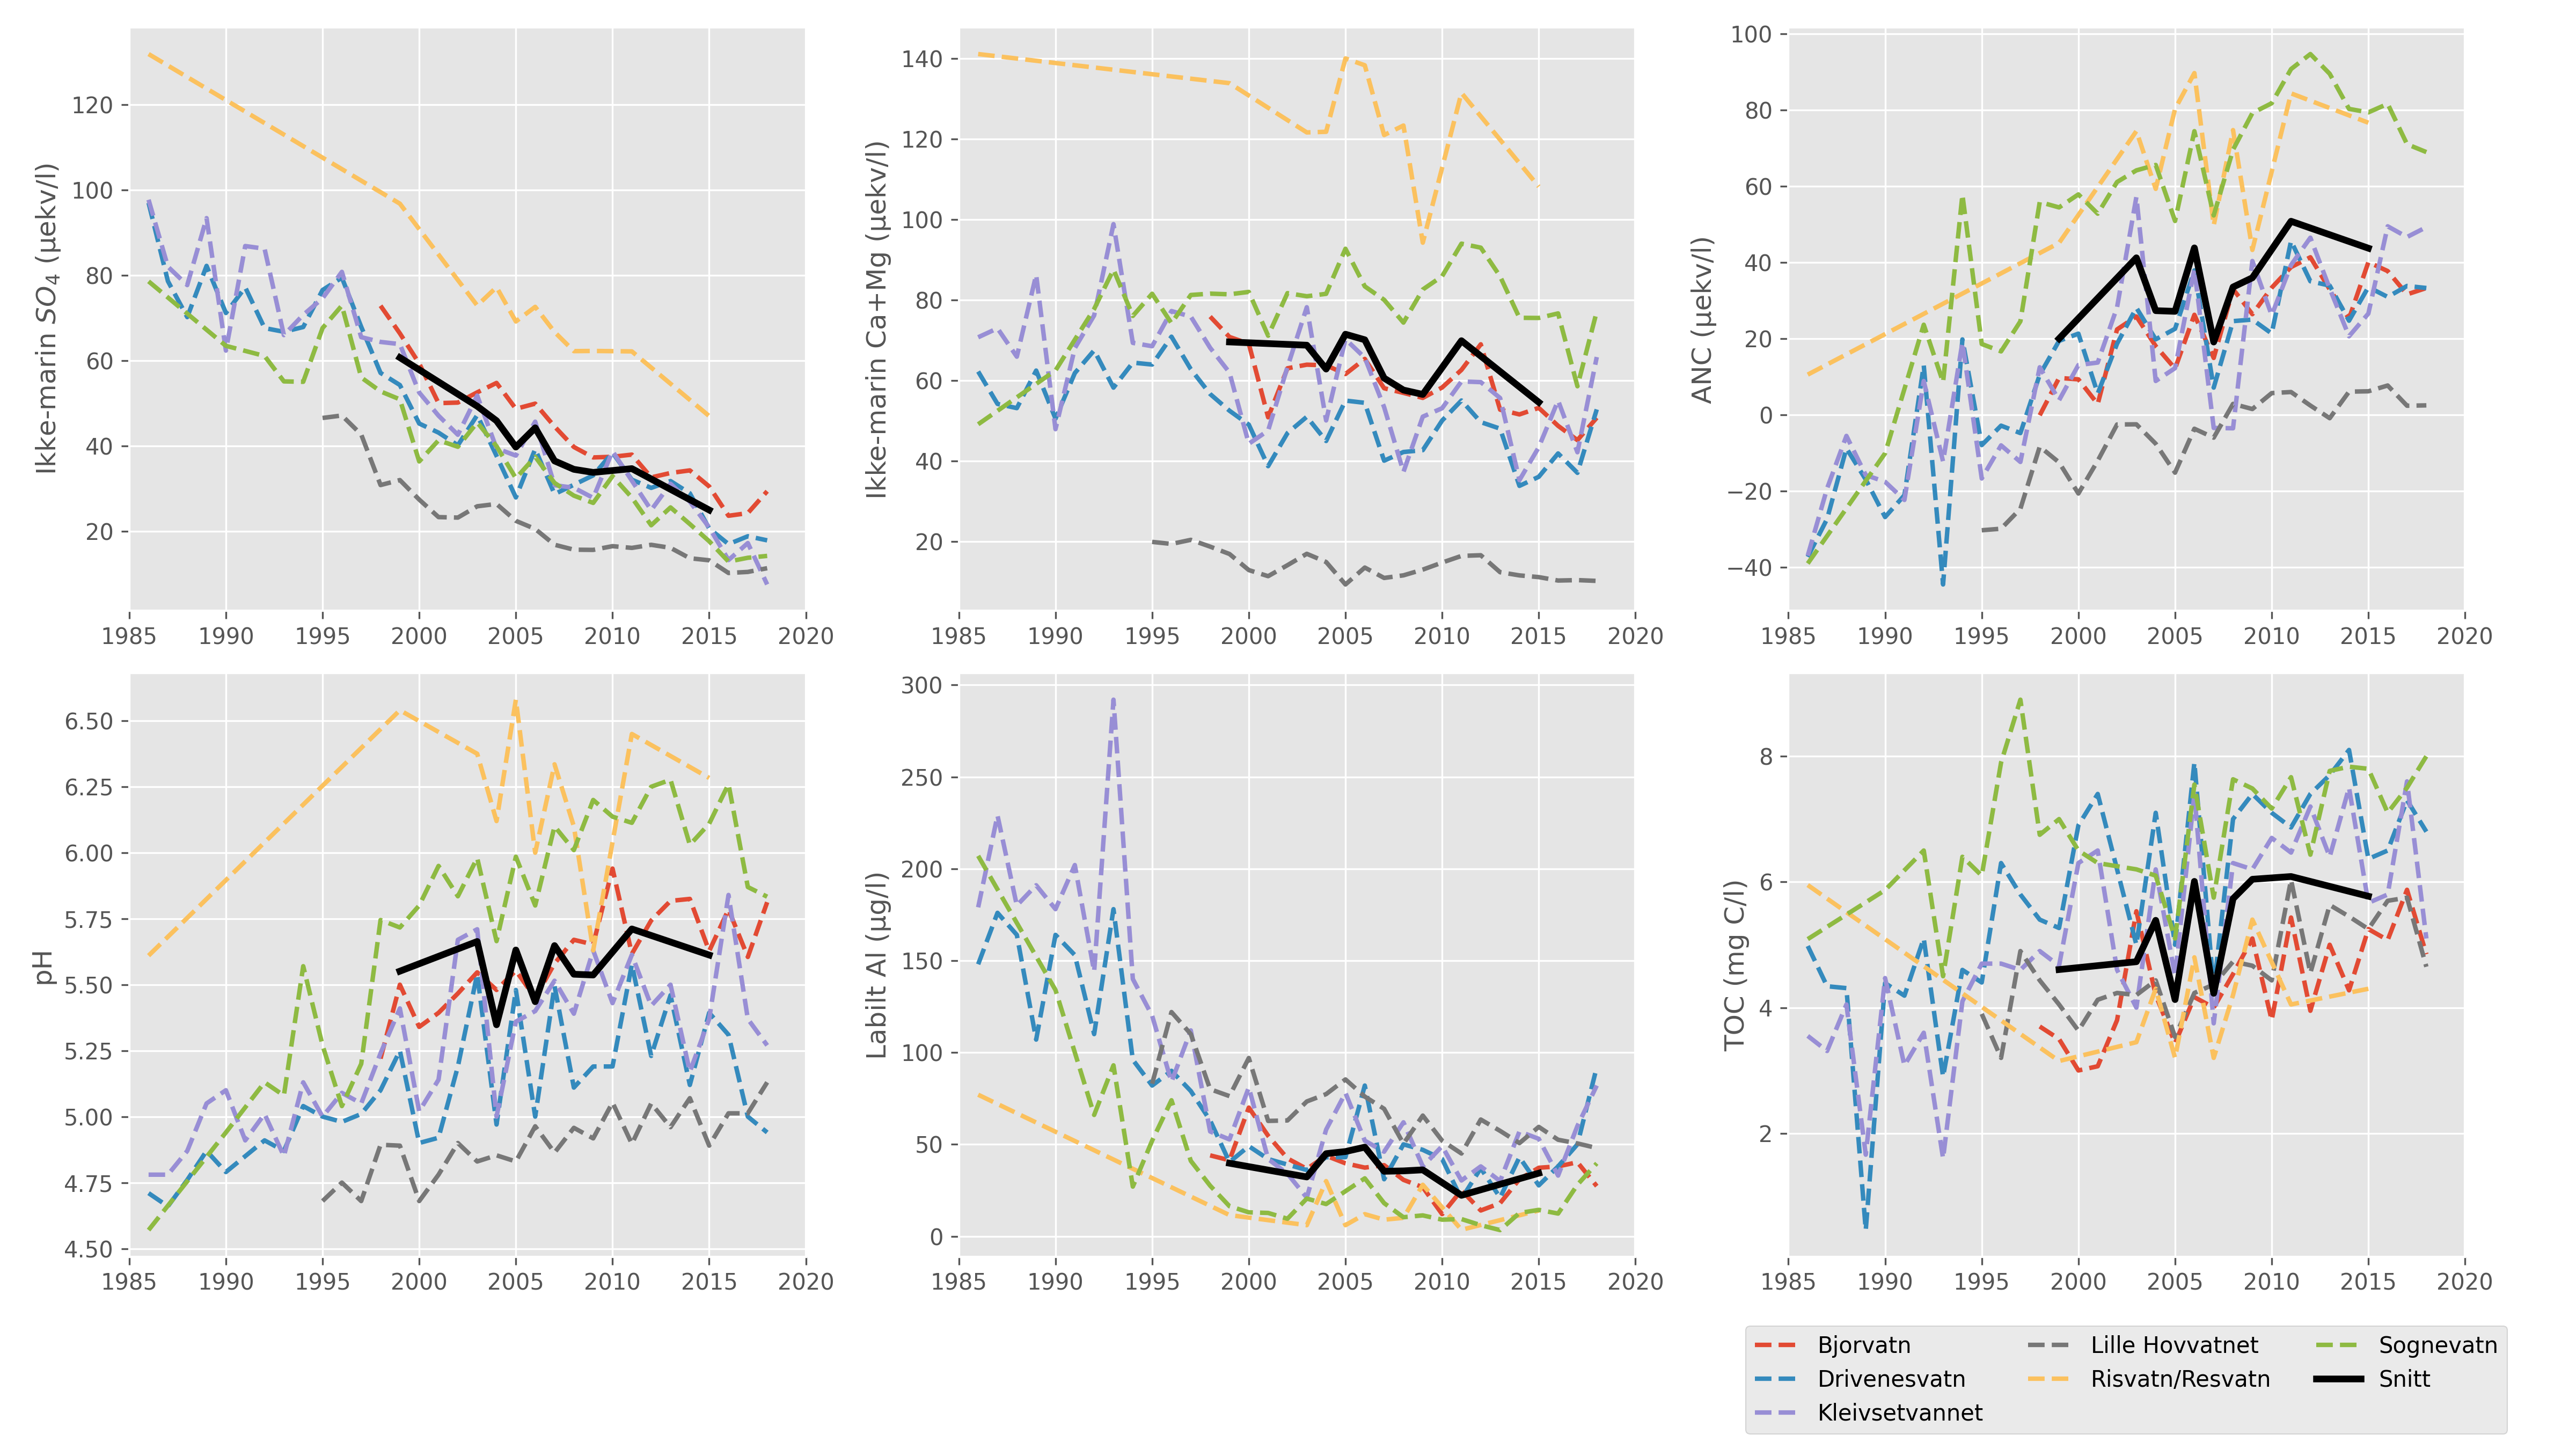 Ikke-marin SO4 (µekv/l)
120
100
80
60
40
20
1985 1990 1995 2000 2005 2010 2015 2020
Ikke-marin Ca+Mg (µekv/l)
140
120
100
80
60
40
20
1985 1990 1995 2000 2005 2010 2015 2020
ANC (µekv/l)
100
80
60
40
20
0
−20
−40
1985 1990 1995 2000 2005 2010 2015 2020
pH
6.50
6.25
6.00
5.75
5.50
5.25
5.00
4.75
4.50
1985 1990 1995 2000 2005 2010 2015 2020
Labilt Al (µg/l)
300
250
200
150
100
50
0
1985 1990 1995 2000 2005 2010 2015 2020
TOC (mg C/l)
8
6
4
2
1985 1990 1995 2000 2005 2010 2015 2020
Bjorvatn
Drivenesvatn
Kleivsetvannet
Lille Hovvatnet
Risvatn/Resvatn
Sognevatn
Snitt